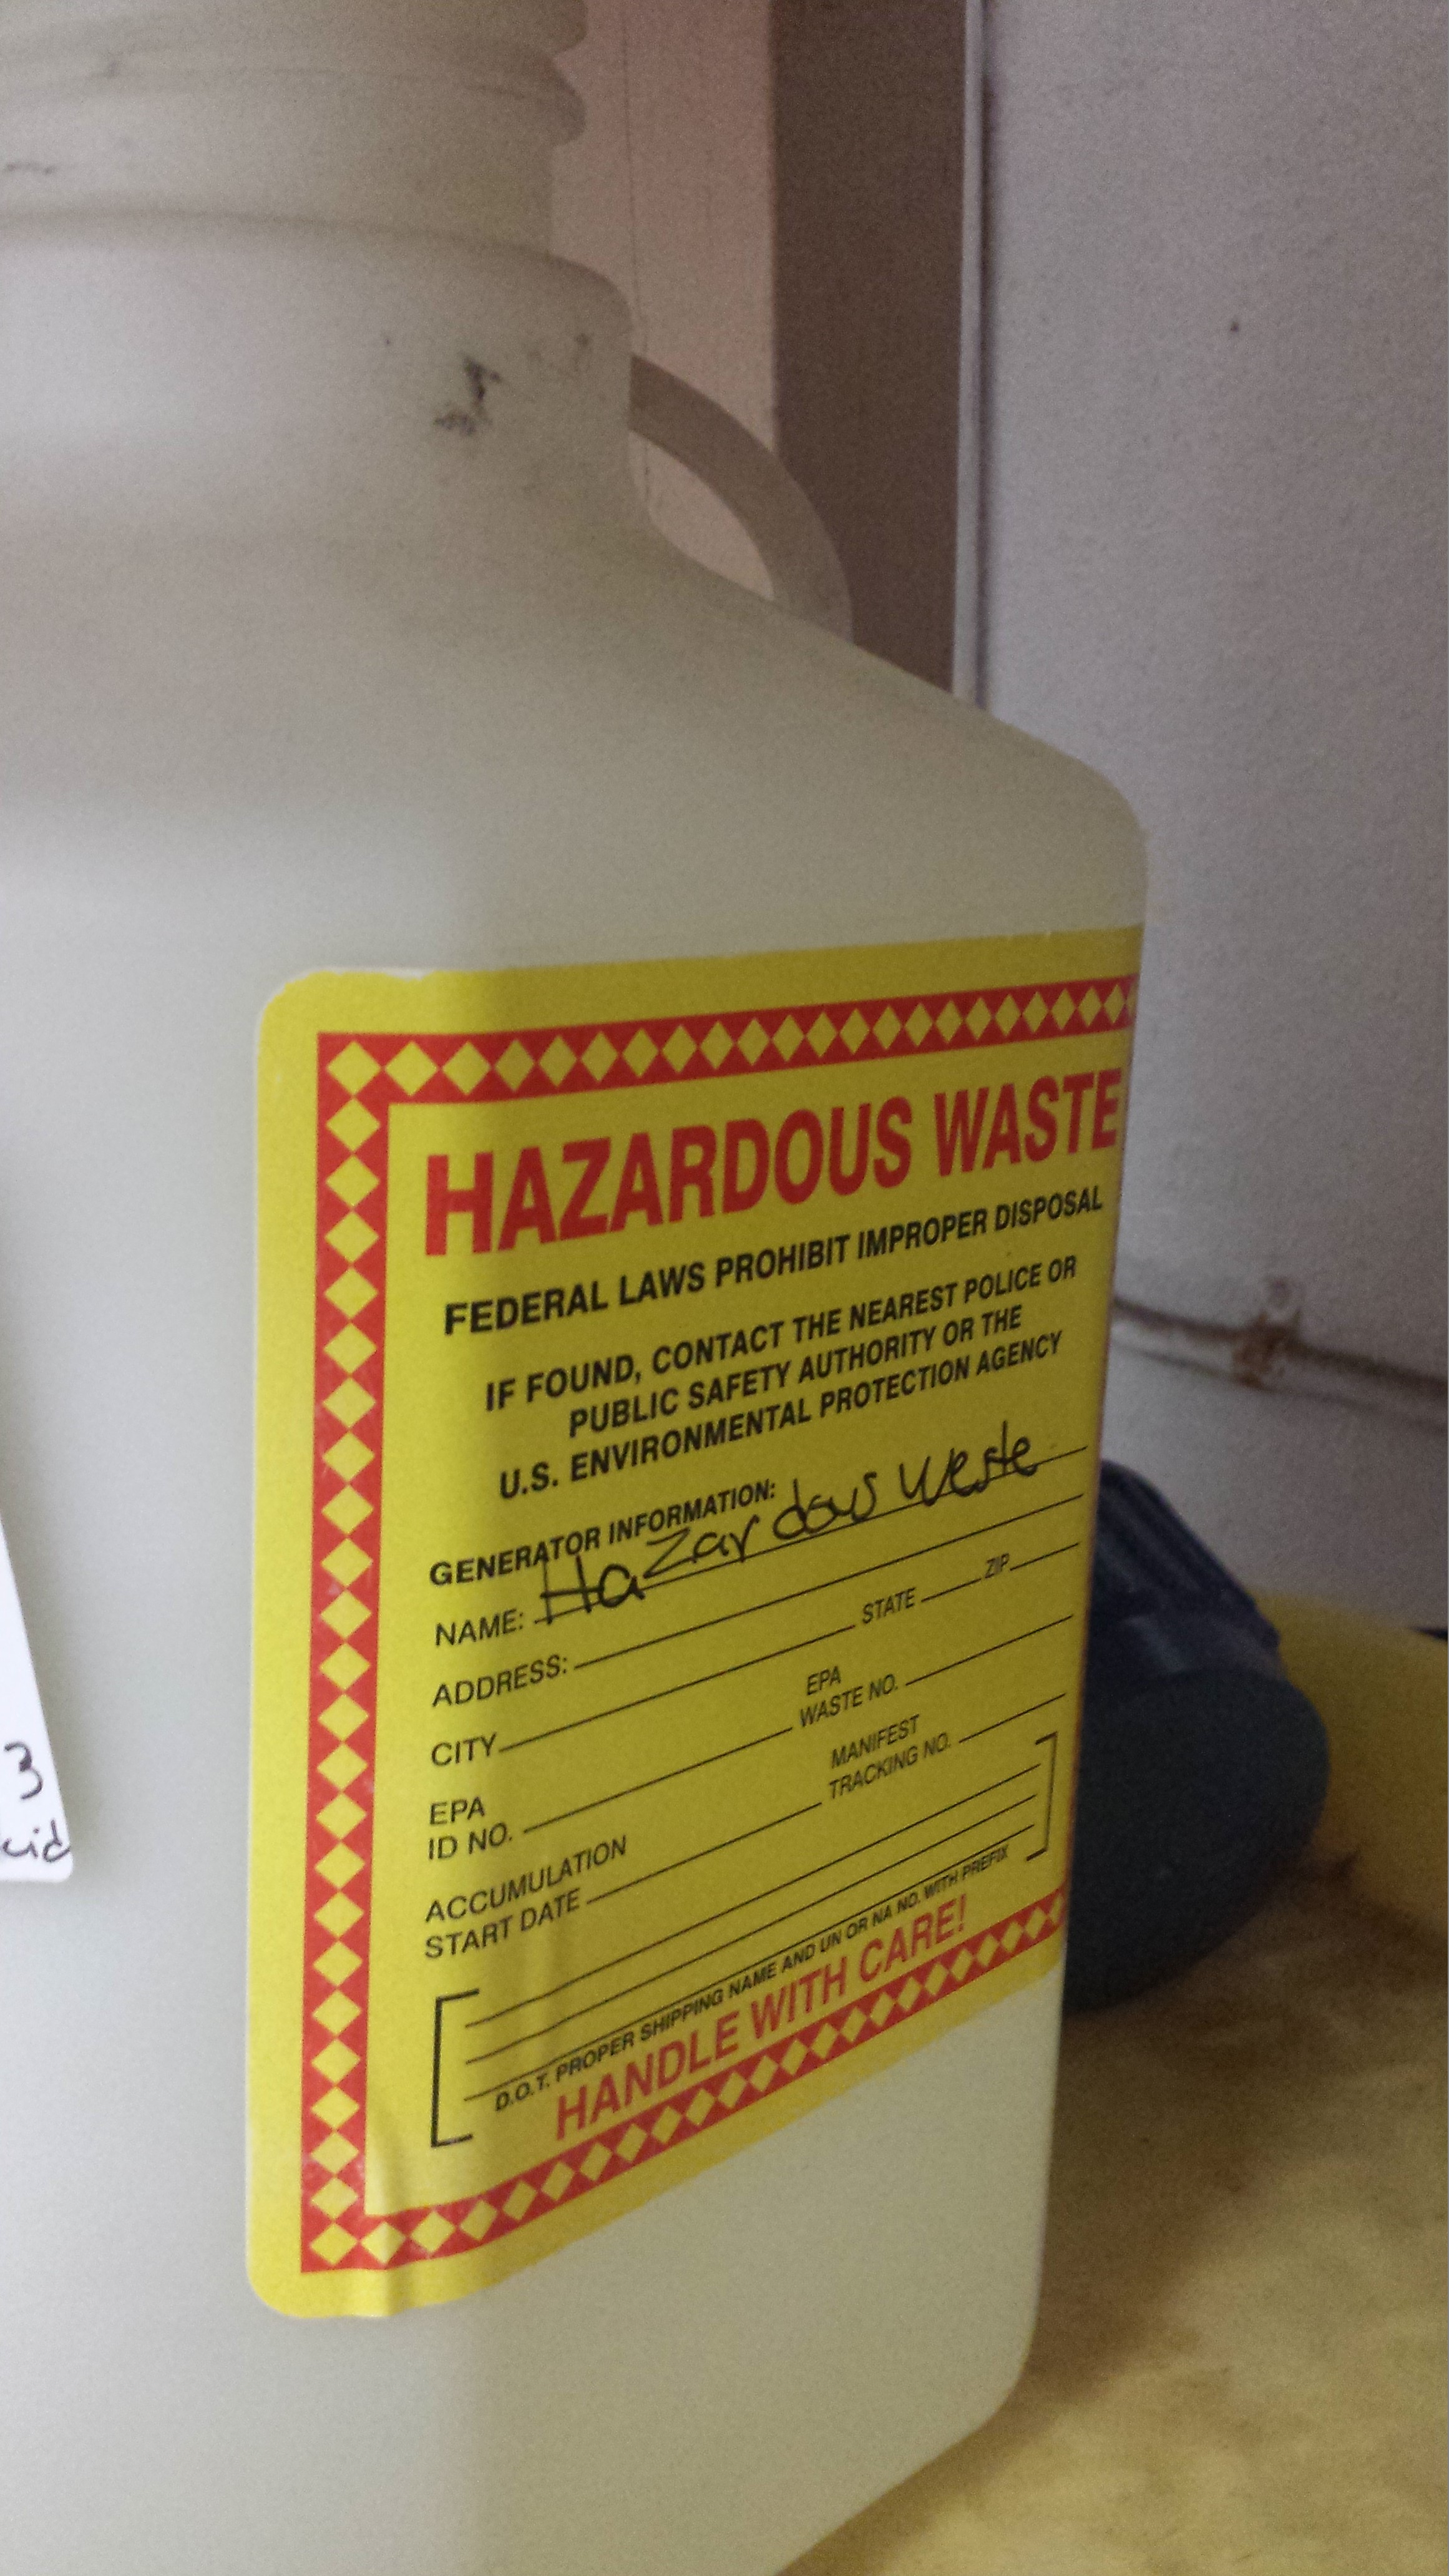 HAZARDOUS WASTE
FEDERAL LAWS PROHIBIT IMPROPER DISPOSAL
IF FOUND, CONTACT THE NEAREST POLICE OR
PUBLIC SAFETY AUTHORITY OR THE
U.S. ENVIRONMENTAL PROTECTION AGENCY
GENERATOR INFORMATION:
NAME: Hazardous Waste
ADDRESS:
CITY STATE ZIP
EPA
ID NO.
EPA
WASTE NO.
ACCUMULATION
START DATE
MANIFEST
TRACKING NO.
D.O.T. PROPER SHIPPING NAME AND UN OR NA NO. WITH PREFIX
HANDLE WITH CARE!
3